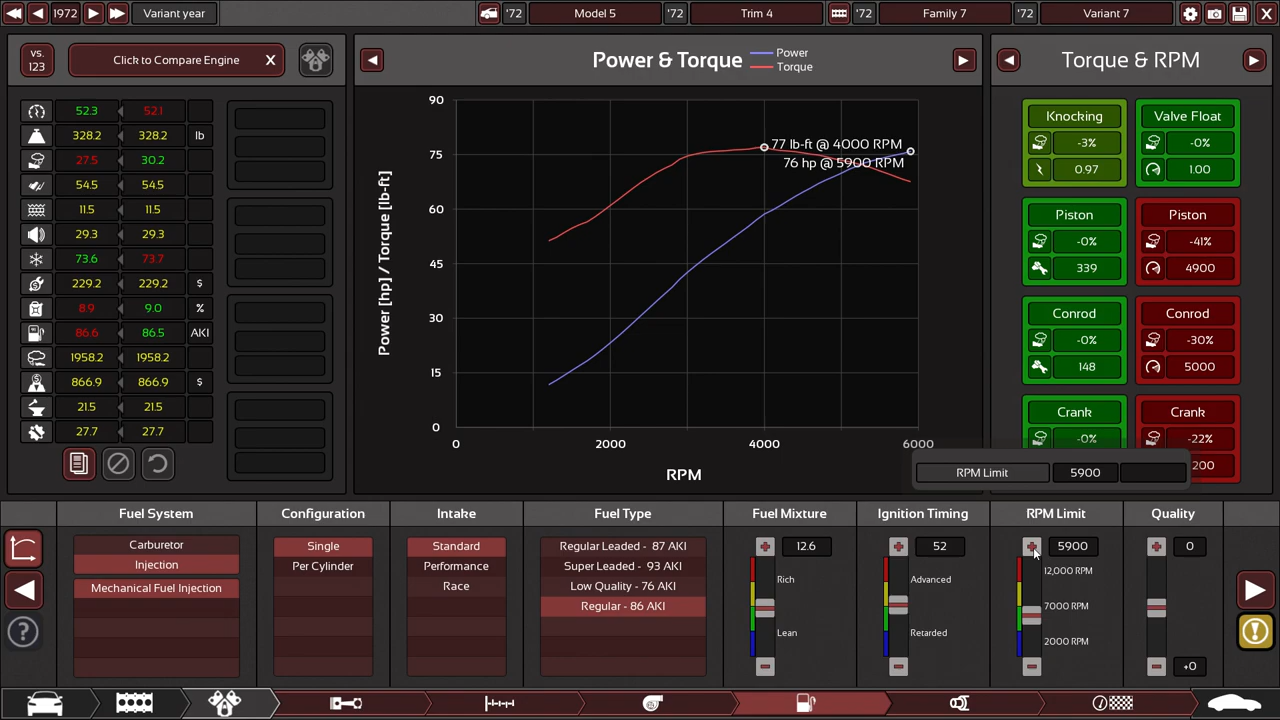 1972
Variant year
'72
Model 5
'72
Trim 4
'72
Family 7
'72
Variant 7
vs.
123
Click to Compare Engine
X
52.3
52.1
328.2
328.2
lb
27.5
30.2
54.5
54.5
11.5
11.5
29.3
29.3
73.6
73.7
229.2
229.2
$
8.9
9.0
%
86.6
86.5
AKI
1958.2
1958.2
866.9
866.9
$
21.5
21.5
27.7
27.7
Power & Torque
Power
Torque
90
75
60
45
30
15
0
0
2000
4000
6000
Power [hp] / Torque [lb-ft]
RPM
77 lb-ft @ 4000 RPM
76 hp @ 5900 RPM
Torque & RPM
Knocking
-3%
0.97
Valve Float
-0%
1.00
Piston
-0%
339
Piston
-41%
4900
Conrod
-0%
148
Conrod
-30%
5000
Crank
-0%
Crank
-22%
200
RPM Limit
5900
Fuel System
Carburetor
Injection
Mechanical Fuel Injection
Configuration
Single
Per Cylinder
Intake
Standard
Performance
Race
Fuel Type
Regular Leaded - 87 AKI
Super Leaded - 93 AKI
Low Quality - 76 AKI
Regular - 86 AKI
Fuel Mixture
12.6
Rich
Lean
Ignition Timing
52
Advanced
Retarded
RPM Limit
5900
12,000 RPM
7000 RPM
2000 RPM
Quality
0
+0